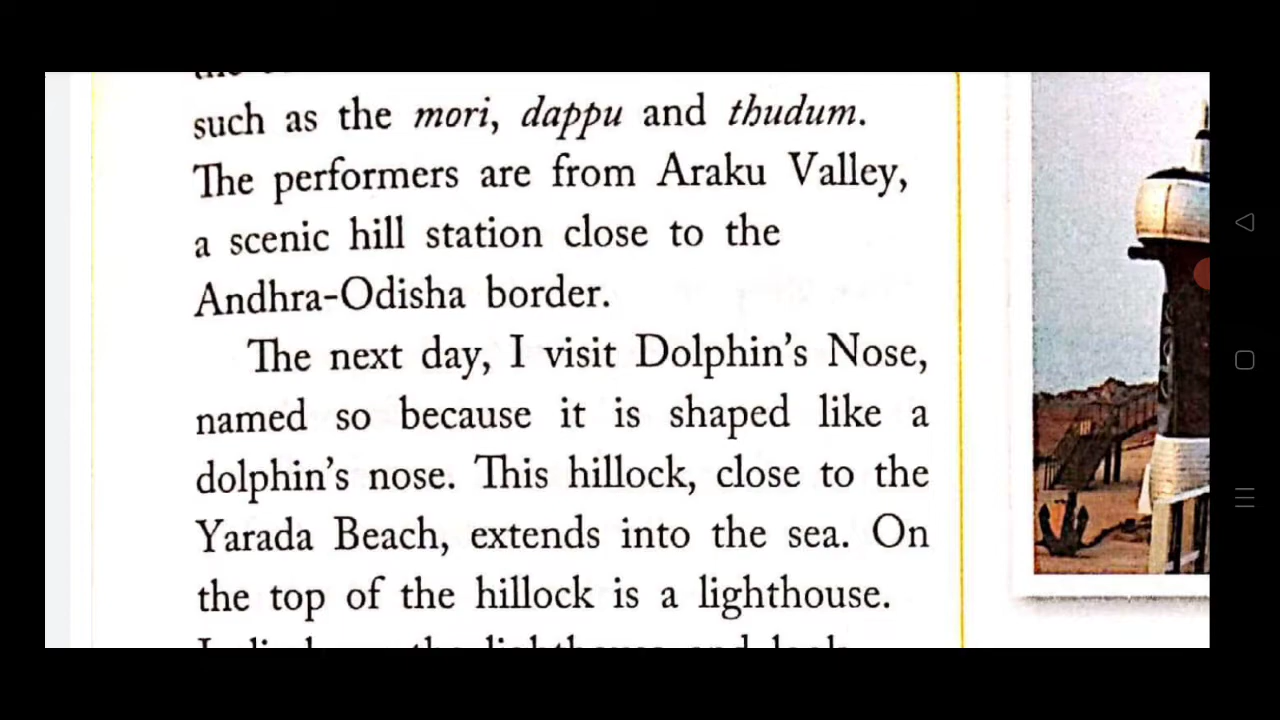 such as the mori, dappu and thudum.
The performers are from Araku Valley,
a scenic hill station close to the
Andhra-Odisha border.
The next day, I visit Dolphin's Nose,
named so because it is shaped like a
dolphin's nose. This hillock, close to the
Yarada Beach, extends into the sea. On
the top of the hillock is a lighthouse.